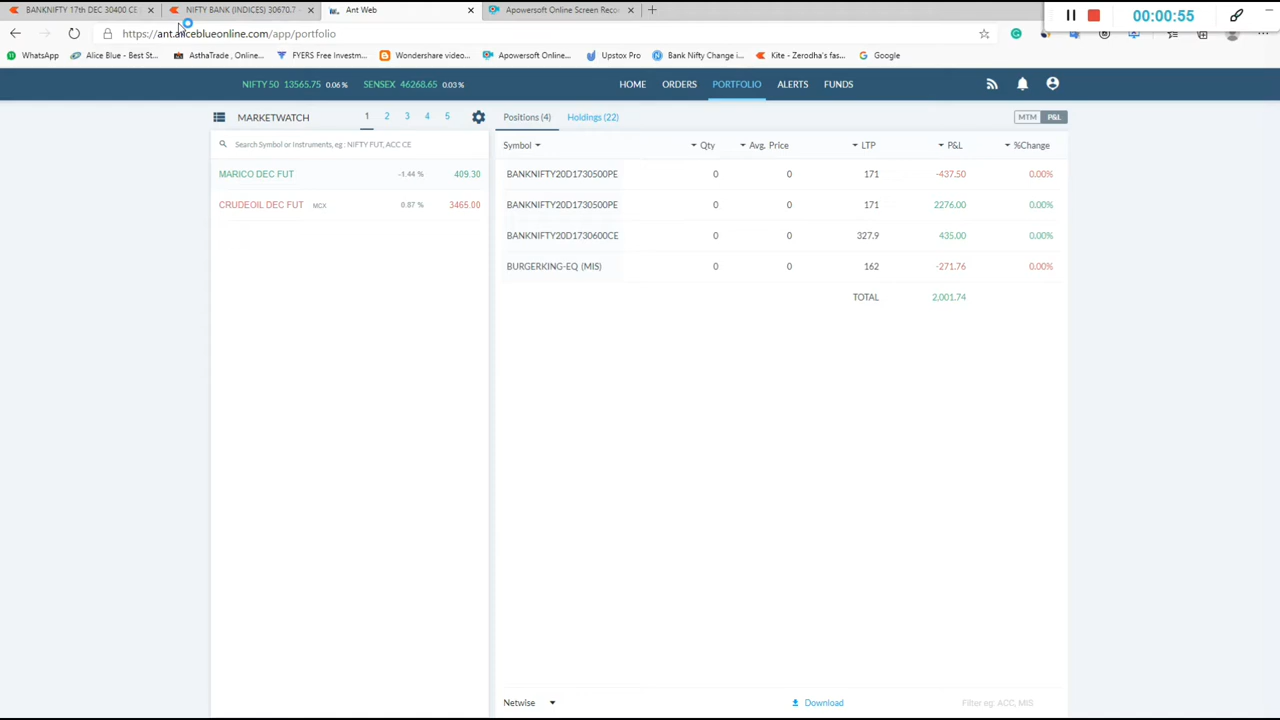 BANKNIFTY 17th DEC 30400 CE
NIFTY BANK (INDICES) 30670.7
Ant Web
Apowersoft Online Screen Reco
00:00:55
https://ant.aliceblueonline.com/app/portfolio
WhatsApp
Alice Blue - Best St...
AsthaTrade , Online...
FYERS Free Investm...
Wondershare video...
Apowersoft Online...
Upstox Pro
Bank Nifty Change i...
Kite - Zerodha's fas...
Google
NIFTY 50 13565.75 0.06 %
SENSEX 46268.65 0.03 %
HOME
ORDERS
PORTFOLIO
ALERTS
FUNDS
MARKETWATCH
1
2
3
4
5
Positions (4)
Holdings (22)
MTM
P&L
Search Symbol or Instruments, eg : NIFTY FUT, ACC CE
Symbol
Qty
Avg. Price
LTP
P&L
%Change
MARICO DEC FUT -1.44 % 409.30
CRUDEOIL DEC FUT MCX 0.87 % 3465.00
BANKNIFTY20D1730500PE 0 0 171 -437.50 0.00%
BANKNIFTY20D1730500PE 0 0 171 2276.00 0.00%
BANKNIFTY20D1730600CE 0 0 327.9 435.00 0.00%
BURGERKING-EQ (MIS) 0 0 162 -271.76 0.00%
TOTAL 2,001.74
Netwise
Download
Filter eg: ACC, MIS